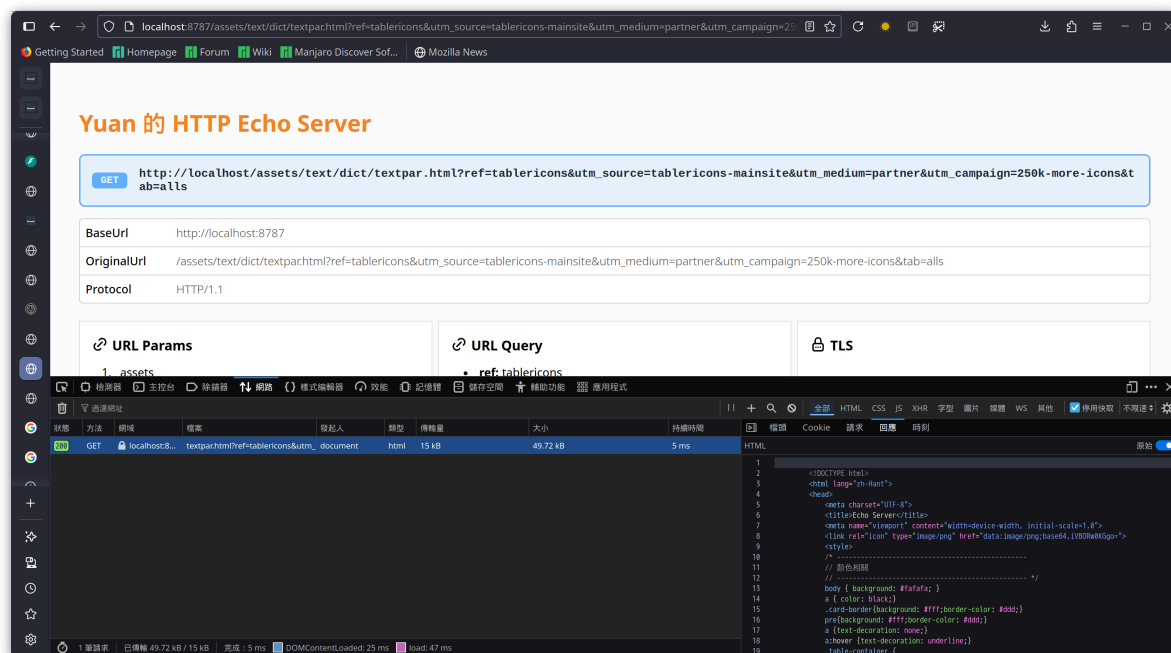 localhost:8787/assets/text/dict/textpar.html?ref=tablericons&utm_source=tablericons-mainsite&utm_medium=partner&utm_campaign=25
Getting Started Homepage Forum Wiki Manjaro Discover Sof... Mozilla News
Yuan 的 HTTP Echo Server
GET http://localhost/assets/text/dict/textpar.html?ref=tablericons&utm_source=tablericons-mainsite&utm_medium=partner&utm_campaign=250k-more-icons&t
ab=alls
BaseUrl http://localhost:8787
OriginalUrl /assets/text/dict/textpar.html?ref=tablericons&utm_source=tablericons-mainsite&utm_medium=partner&utm_campaign=250k-more-icons&tab=alls
Protocol HTTP/1.1
URL Params URL Query TLS
1. assets • ref: tablericons
檢測器 主控台 除錯器 網路 樣式編輯器 效能 記憶體 儲存空間 輔助功能 應用程式
過濾網址 全部 HTML CSS JS XHR 字型 圖片 媒體 WS 其他 停用快取 不限速
狀態 方法 網域 檔案 發起人 類型 傳輸量 大小 持續時間 檔頭 Cookie 請求 回應 時刻
200 GET localhost:8... textpar.html?ref=tablericons&utm_ document html 15 kB 49.72 kB 5 ms HTML 原始
1
2 <!DOCTYPE html>
3 <html lang="zh-Hant">
4 <head>
5 <meta charset="UTF-8">
6 <title>Echo Server</title>
7 <meta name="viewport" content="width=device-width, initial-scale=1.0">
8 <link rel="icon" type="image/png" href="data:image/png;base64,iVBORw0KGgo=">
9 <style>
10 /* -----------------------------------------------
11 // 顏色相關
12 // ----------------------------------------------- */
13 body { background: #fafafa; }
14 a { color: black;}
15 .card-border{background: #fff;border-color: #ddd;}
16 pre{background: #fff;border-color: #ddd;}
17 a {text-decoration: none;}
18 a:hover {text-decoration: underline;}
19 .table-container {
1 筆請求 已傳輸 49.72 kB / 15 kB 完成：5 ms DOMContentLoaded: 25 ms load: 47 ms